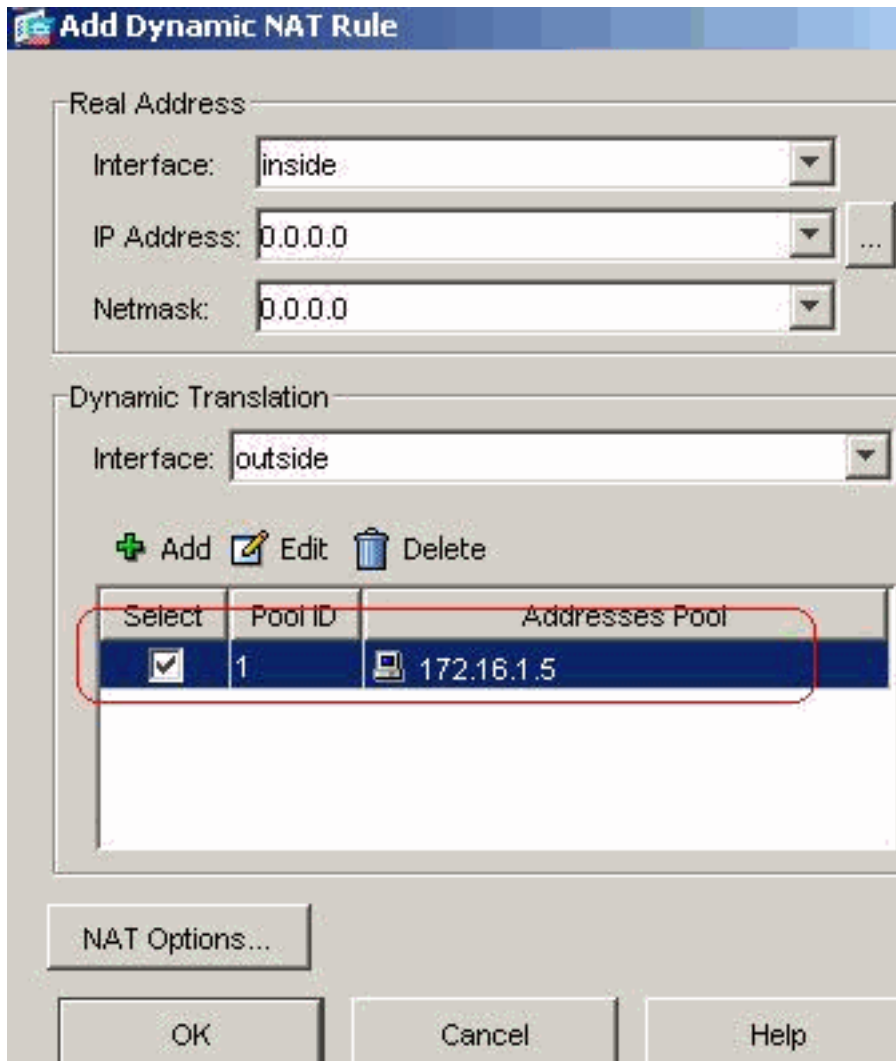 Add Dynamic NAT Rule
Real Address
Interface: inside
IP Address: 0.0.0.0 ...
Netmask: 0.0.0.0
Dynamic Translation
Interface: outside
Add Edit Delete
Select Pool ID Addresses Pool
1 172.16.1.5
NAT Options...
OK Cancel Help